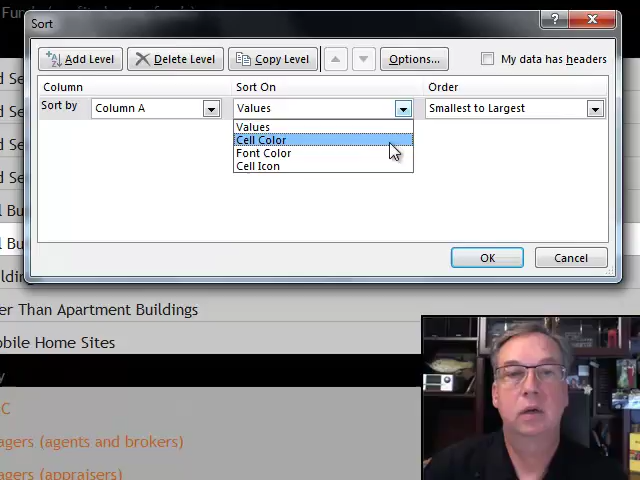 Sort
?
Add Level Delete Level Copy Level Options... My data has headers
Column Sort On Order
Sort by Column A Values Smallest to Largest
Values
Cell Color
Font Color
Cell Icon
OK Cancel
er Than Apartment Buildings
obile Home Sites
y
C
agers (agents and brokers)
agers (appraisers)